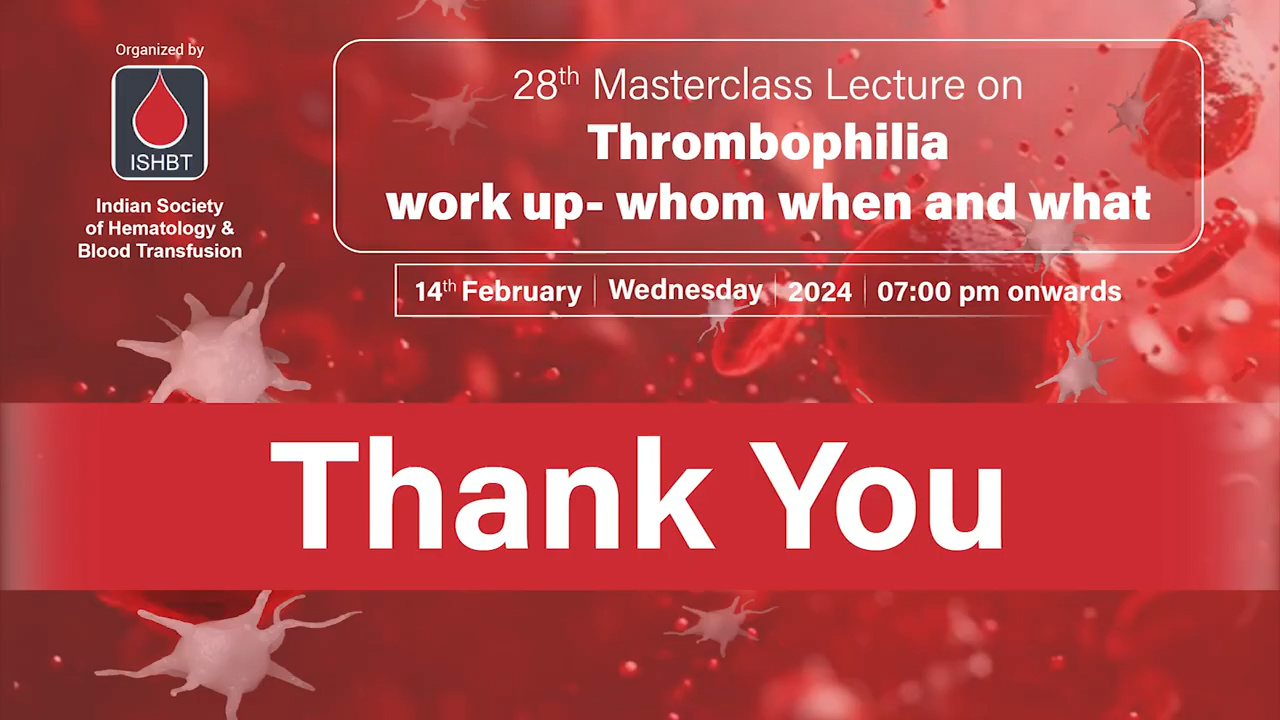 Organized by
ISHBT
Indian Society
of Hematology &
Blood Transfusion
28th Masterclass Lecture on
Thrombophilia
work up- whom when and what
14th February | Wednesday | 2024 | 07:00 pm onwards
Thank You